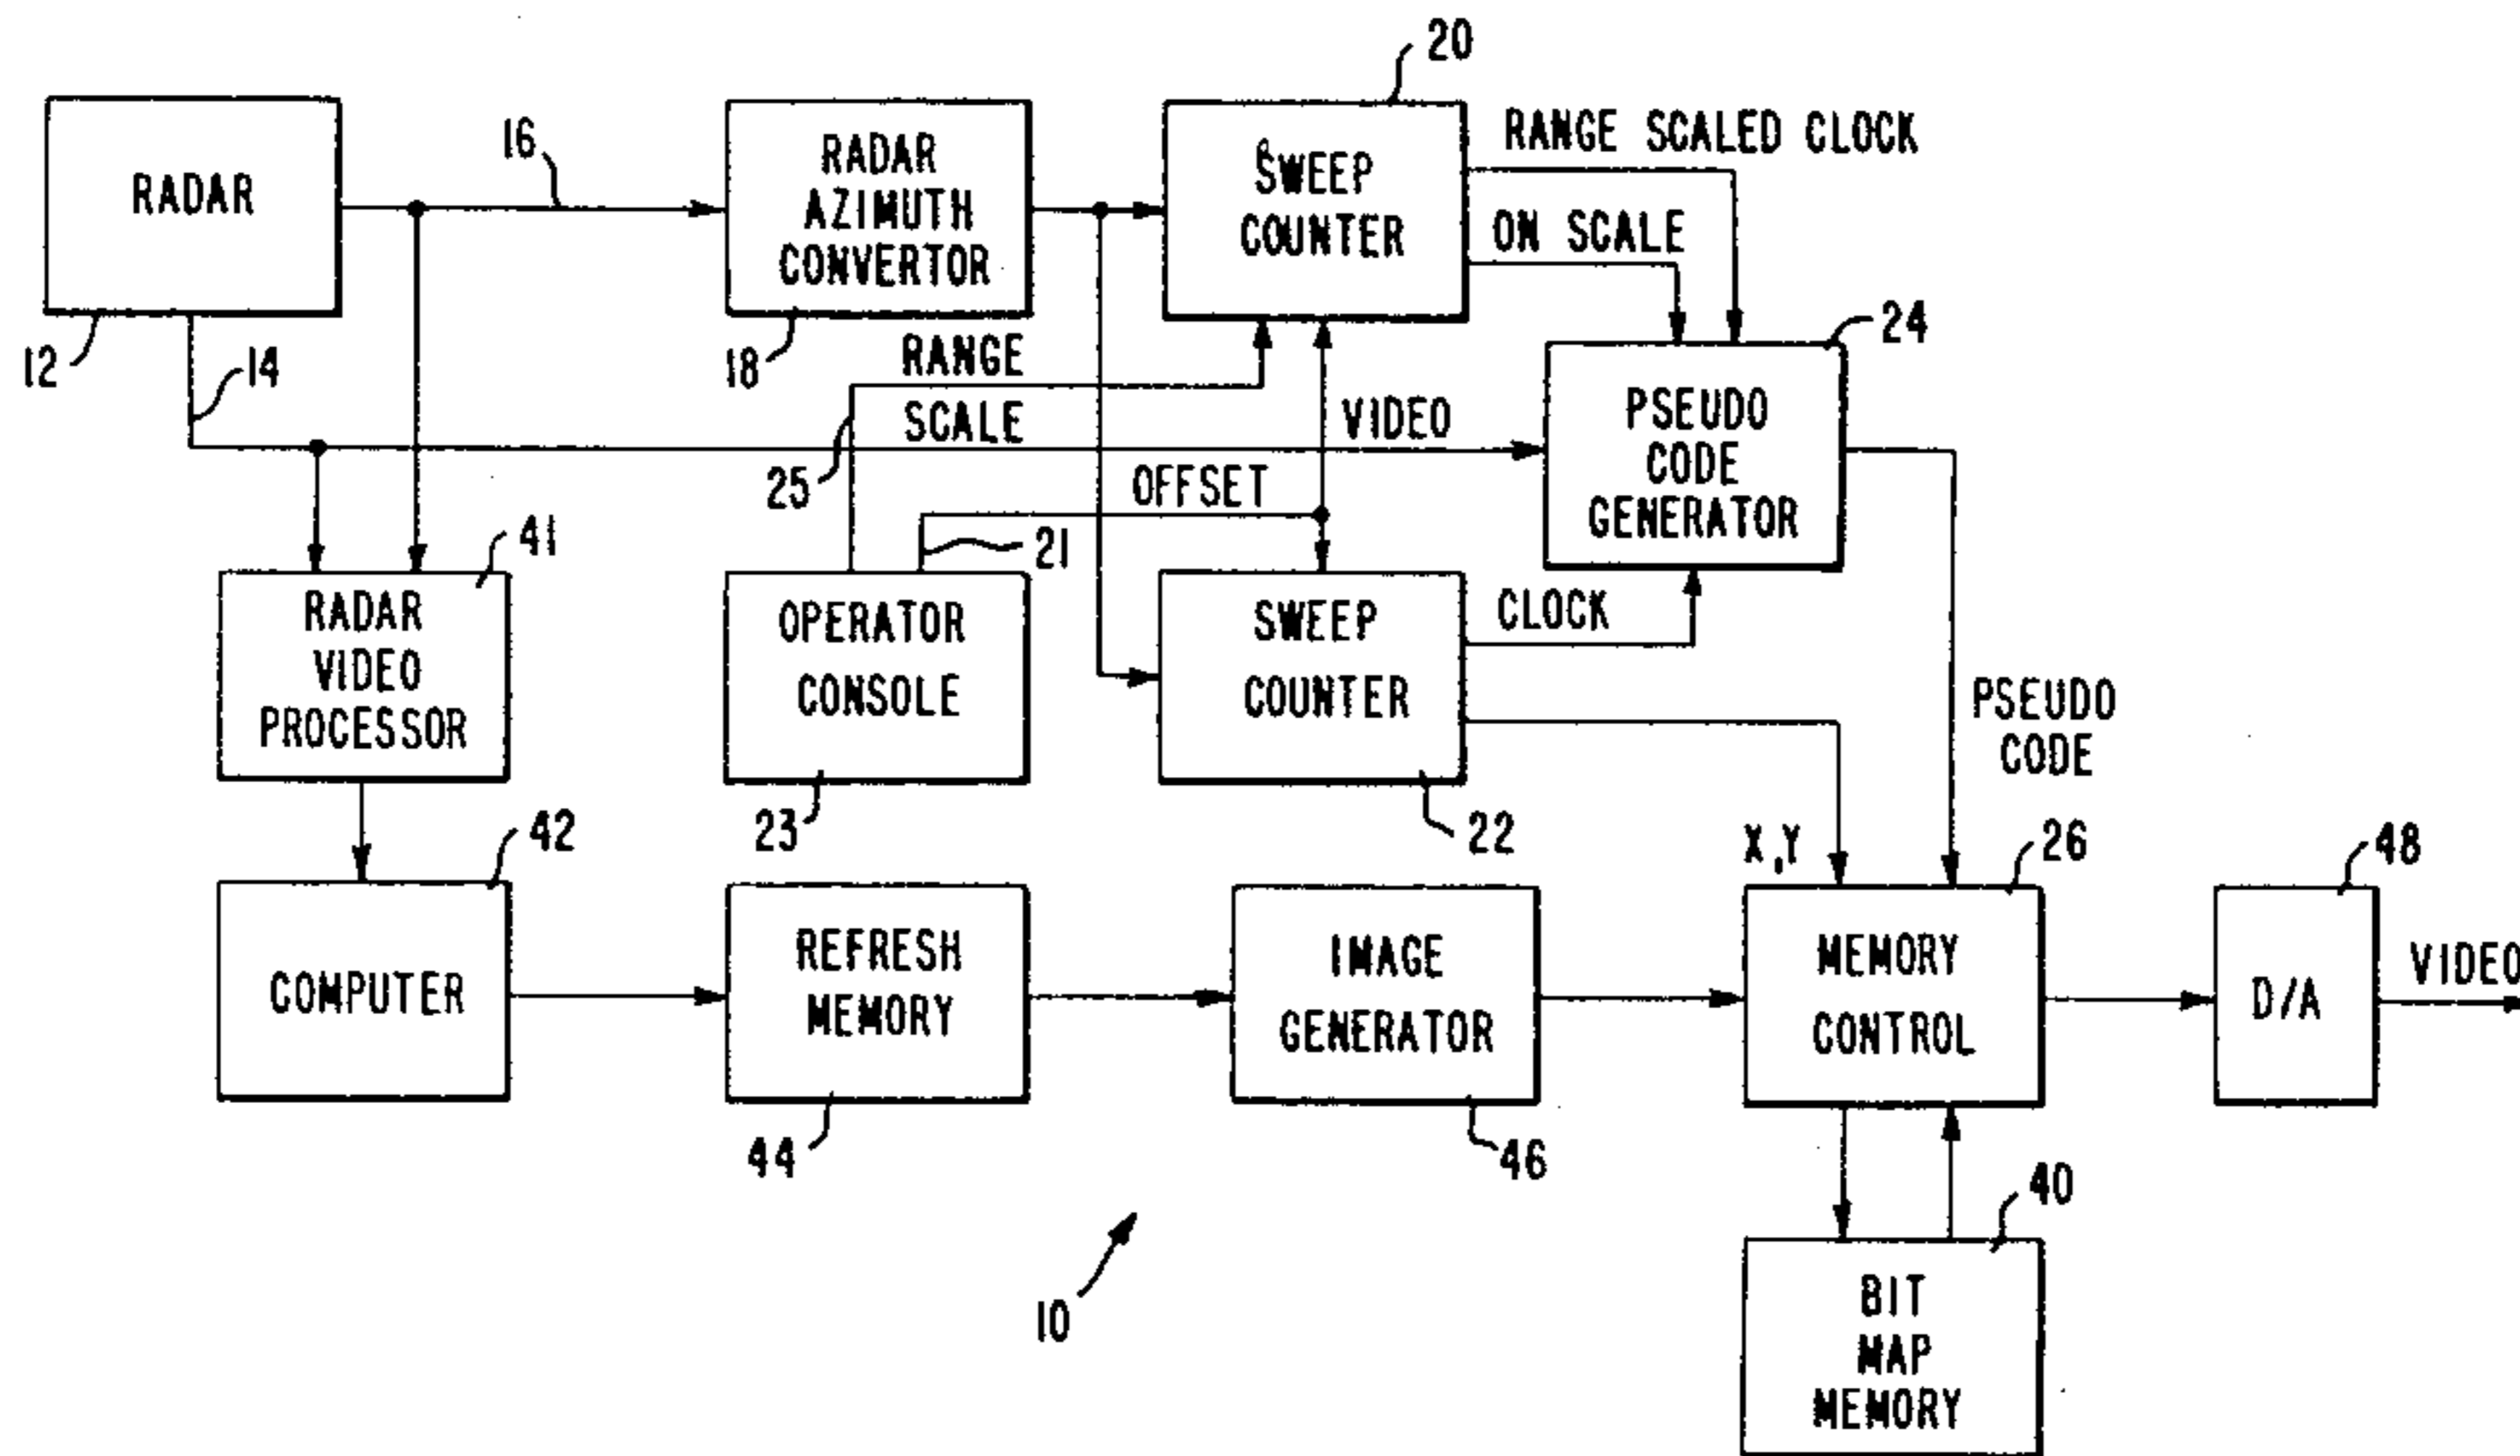 20
RADAR
16
RADAR
AZIMUTH
CONVERTOR
SWEEP
COUNTER
RANGE SCALED CLOCK
ON SCALE
12
14
18
RANGE
SCALE
25
VIDEO
OFFSET
21
24
PSEUDO
CODE
GENERATOR
41
RADAR
VIDEO
PROCESSOR
OPERATOR
CONSOLE
23
SWEEP
COUNTER
22
CLOCK
PSEUDO
CODE
X,Y
42
COMPUTER
REFRESH
MEMORY
44
IMAGE
GENERATOR
46
26
MEMORY
CONTROL
48
D/A
VIDEO
10
40
BIT
MAP
MEMORY